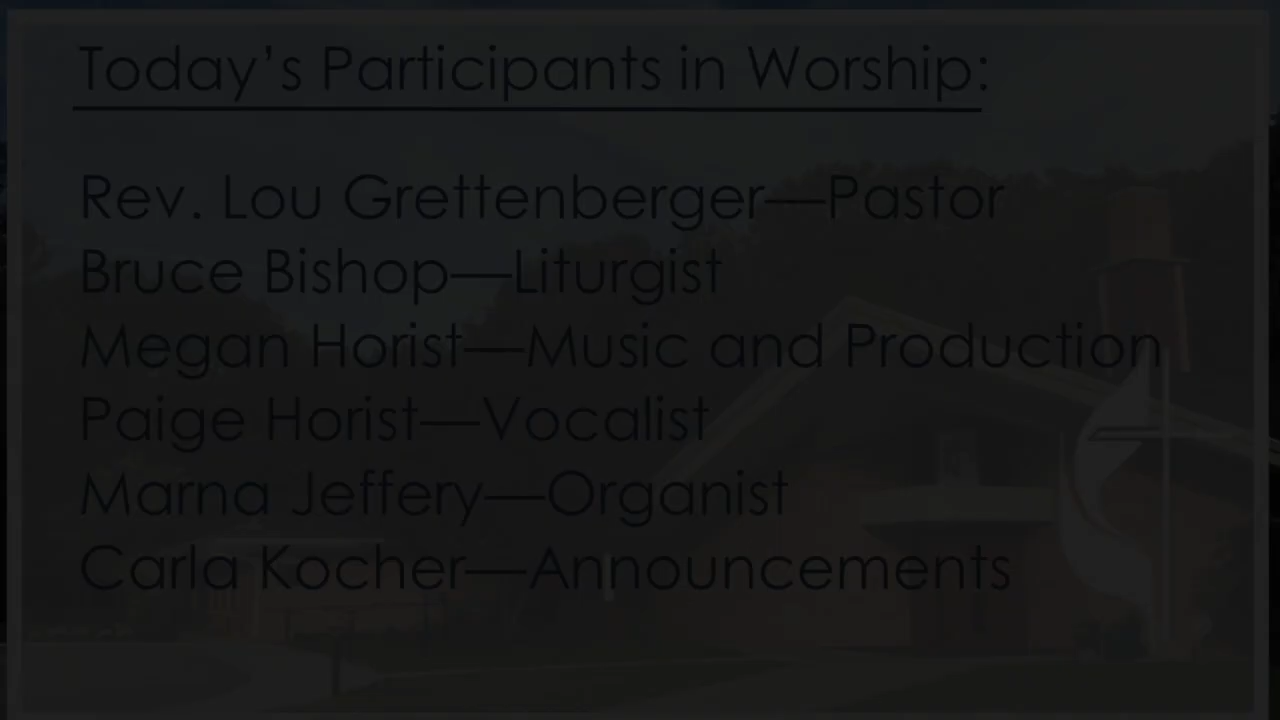 Today’s Participants in Worship:
Rev. Lou Grettenberger—Pastor
Bruce Bishop—Liturgist
Megan Horist—Music and Production
Paige Horist—Vocalist
Marna Jeffery—Organist
Carla Kocher—Announcements